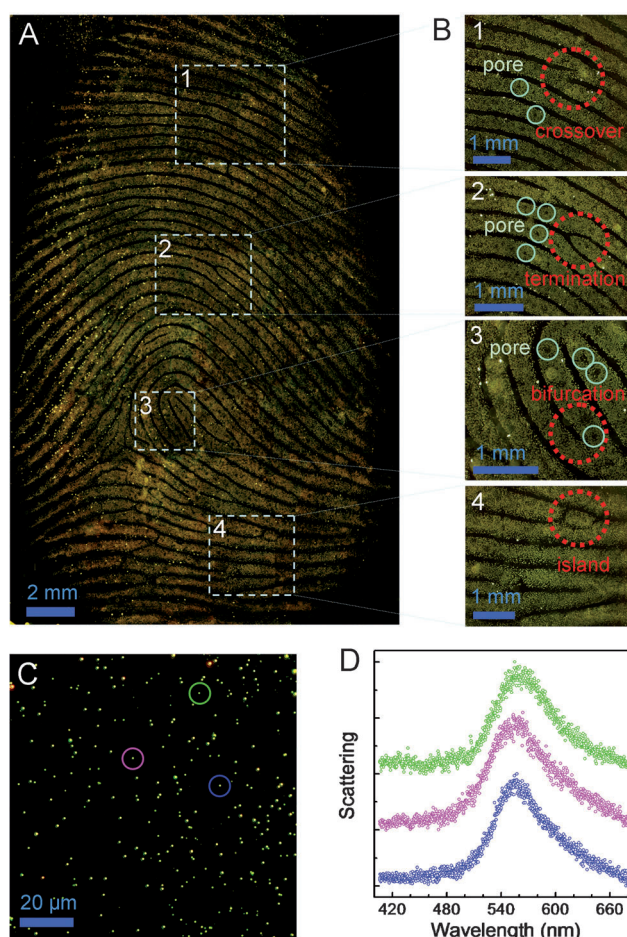 A
1
2
3
4
2 mm
B
1
pore
crossover
1 mm
2
pore
termination
1 mm
3
pore
bifurcation
1 mm
4
island
1 mm
C
20 µm
D
Scattering
420 480 540 600 660
Wavelength (nm)